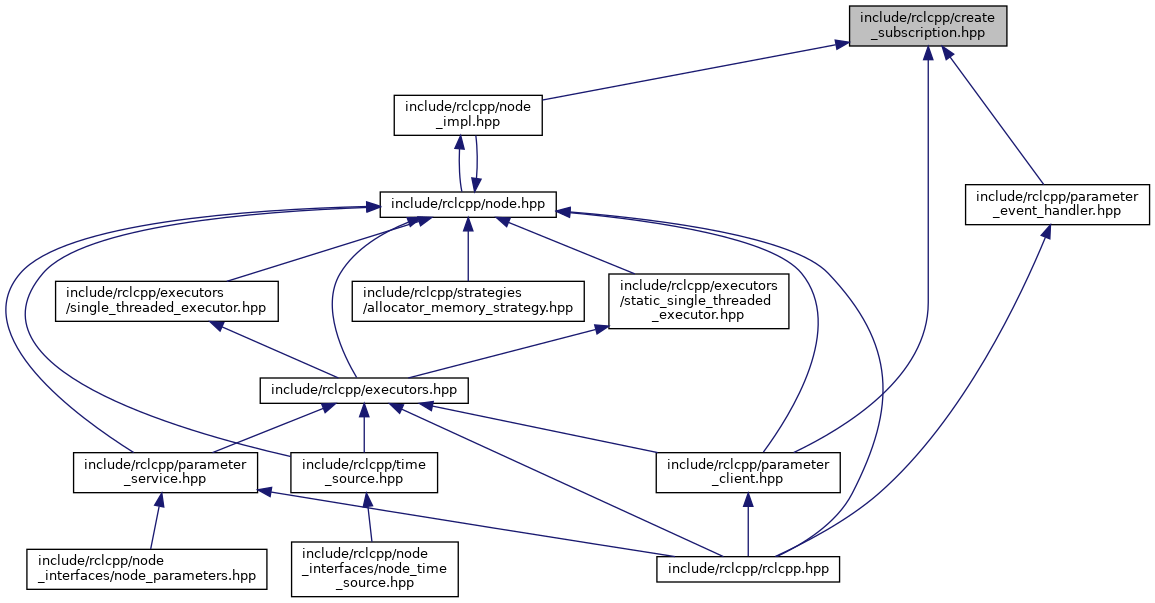 include/rclcpp/create
_subscription.hpp
include/rclcpp/node
_impl.hpp
include/rclcpp/node.hpp
include/rclcpp/parameter
_event_handler.hpp
include/rclcpp/executors
/single_threaded_executor.hpp
include/rclcpp/strategies
/allocator_memory_strategy.hpp
include/rclcpp/executors
/static_single_threaded
_executor.hpp
include/rclcpp/executors.hpp
include/rclcpp/parameter
_service.hpp
include/rclcpp/time
_source.hpp
include/rclcpp/parameter
_client.hpp
include/rclcpp/node
_interfaces/node_parameters.hpp
include/rclcpp/node
_interfaces/node_time
_source.hpp
include/rclcpp/rclcpp.hpp